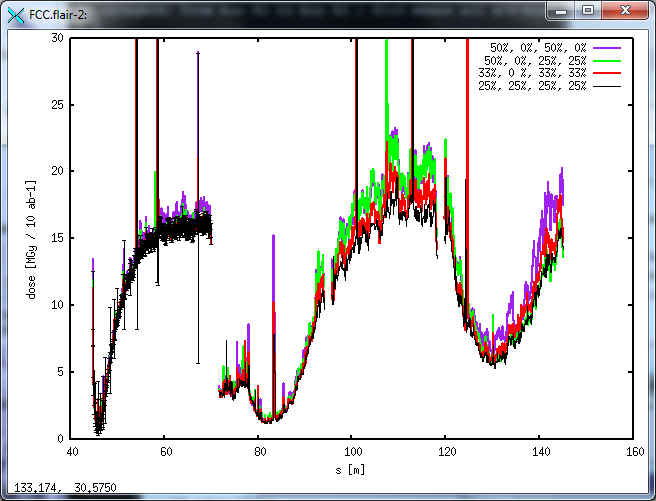 FCC.flair-2:
30
25
20
15
10
5
0
dose [MGy / 10 ab-1]
50%, 0%, 50%, 0%
50%, 0%, 25%, 25%
33%, 0 %, 33%, 33%
25%, 25%, 25%, 25%
40 60 80 100 120 140 160
s [m]
133,174, 30,5750